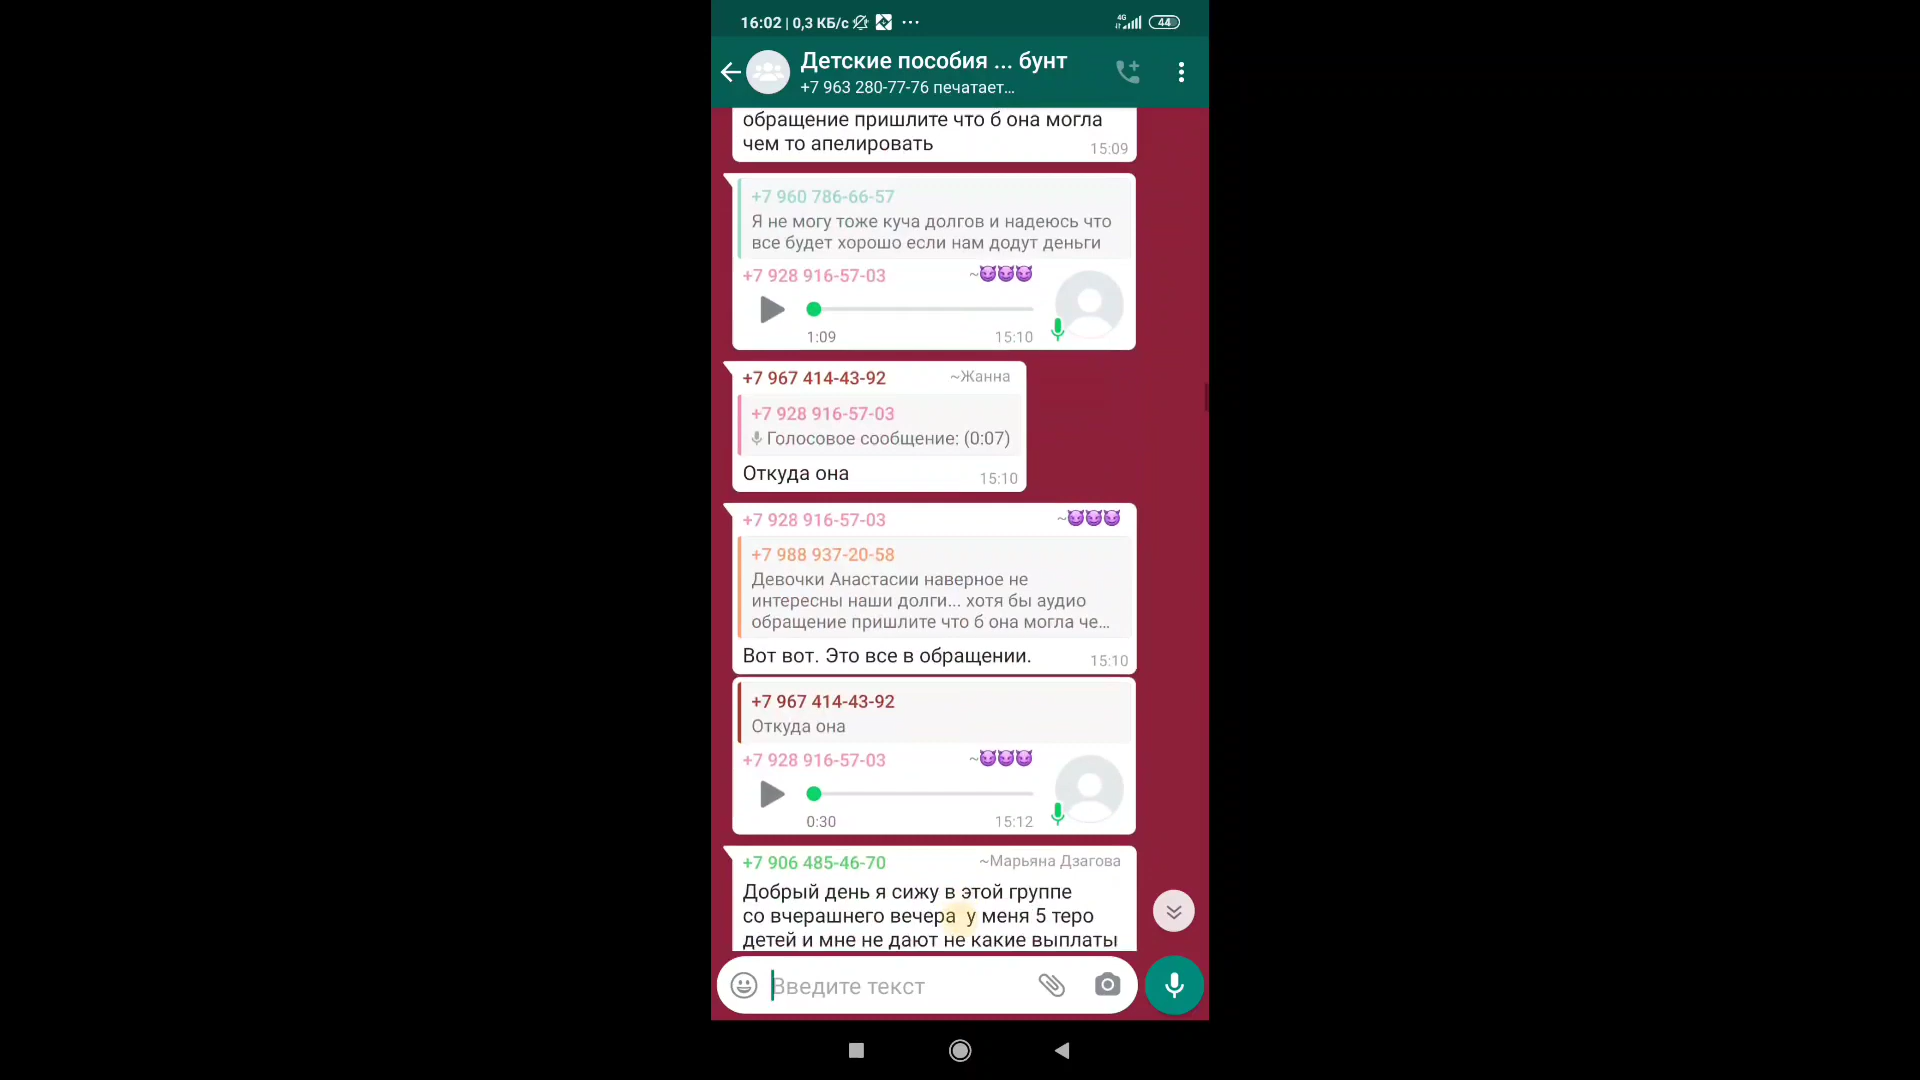 16:02 | 0,3 КБ/с ...
4G 44
Детские пособия ... бунт
+7 963 280-77-76 печатает...
обращение пришлите что б она могла
чем то апелировать 15:09
+7 960 786-66-57
Я не могу тоже куча долгов и надеюсь что
все будет хорошо если нам додут деньги
+7 928 916-57-03 ~😈😈😈
1:09 15:10
+7 967 414-43-92 ~Жанна
+7 928 916-57-03
Голосовое сообщение: (0:07)
Откуда она 15:10
+7 928 916-57-03 ~😈😈😈
+7 988 937-20-58
Девочки Анастасии наверное не
интересны наши долги... хотя бы аудио
обращение пришлите что б она могла че...
Вот вот. Это все в обращении. 15:10
+7 967 414-43-92
Откуда она
+7 928 916-57-03 ~😈😈😈
0:30 15:12
+7 906 485-46-70 ~Марьяна Дзагова
Добрый день я сижу в этой группе
со вчерашнего вечера у меня 5 теро
детей и мне не дают не какие выплаты
Введите текст